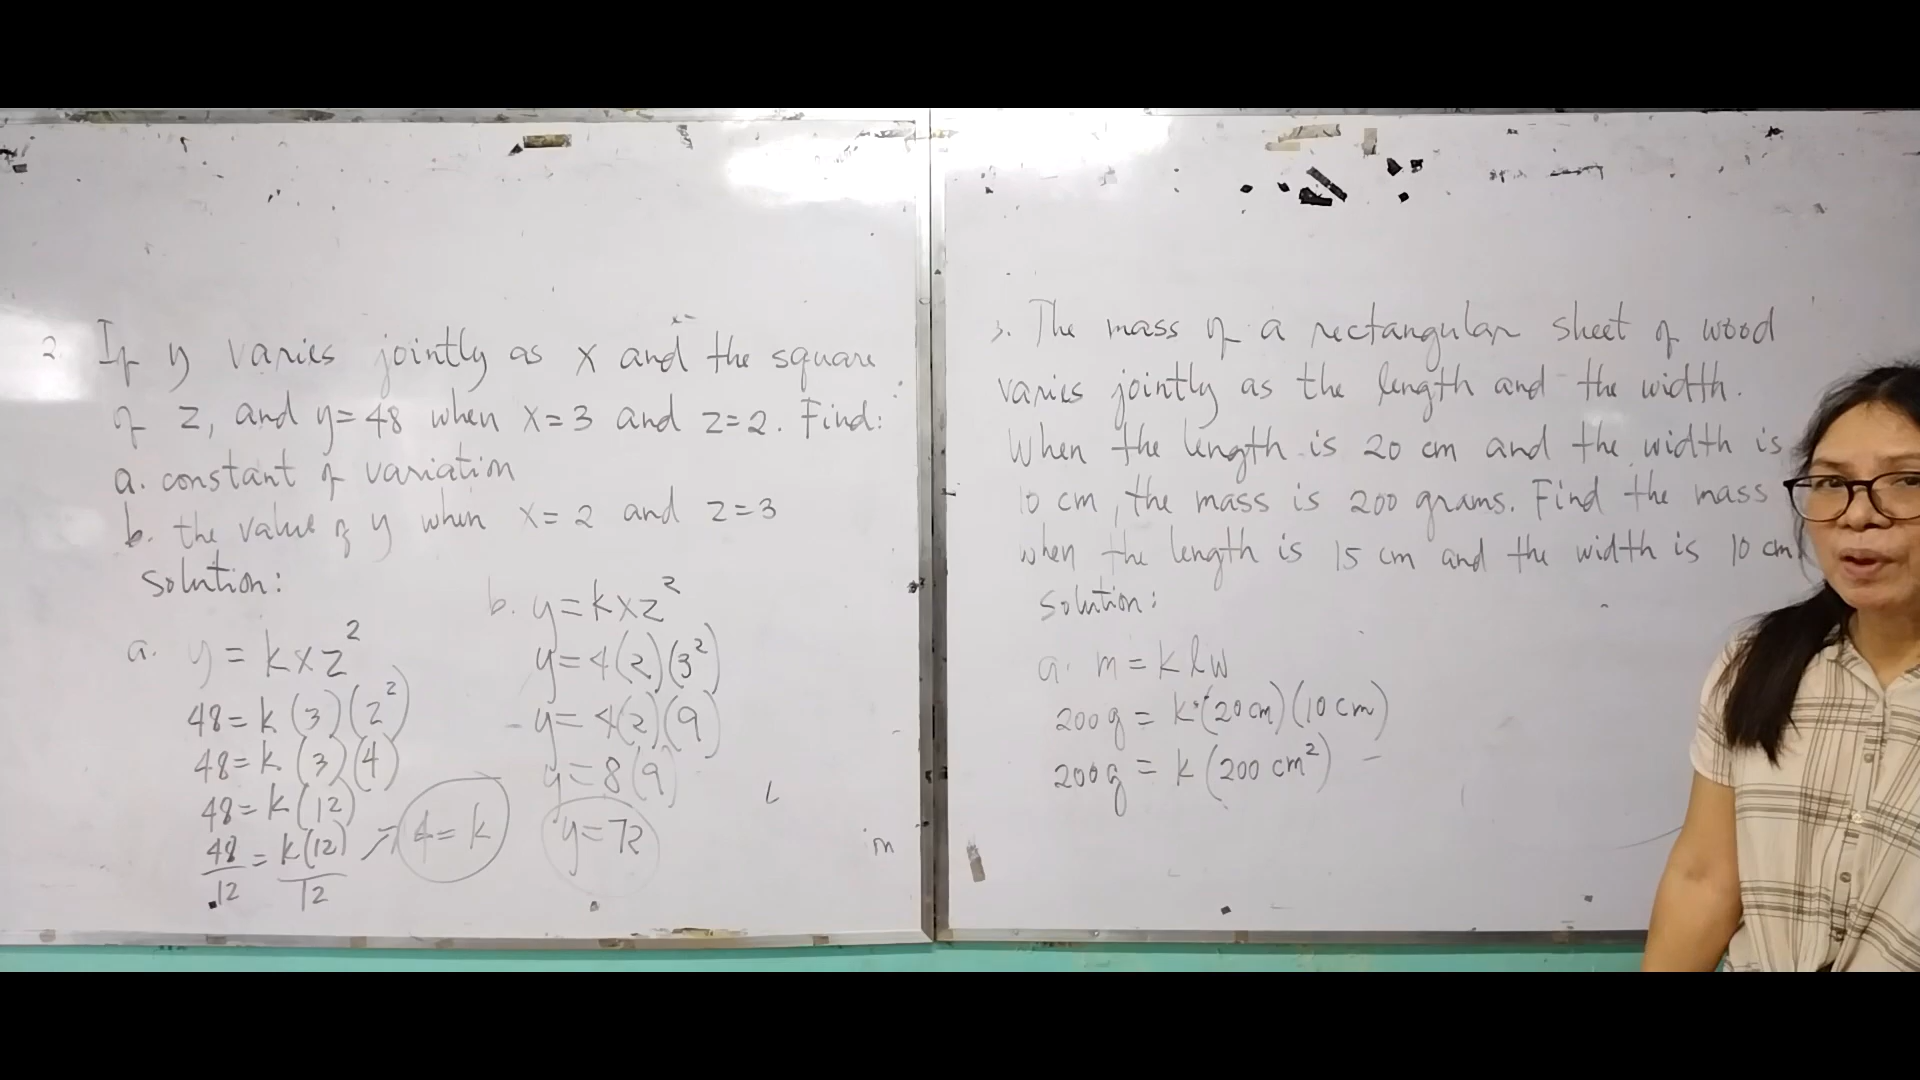 2. If y varies jointly as x and the square
of z, and y=48 when x=3 and z=2. Find:
a. constant of variation
b. the value of y when x=2 and z=3
Solution:
a. y = kxz²
48 = k (3)(2²)
48 = k (3)(4)
48 = k(12)
48/12 = k(12)/12 → 4 = k
b. y = kxz²
y = 4(2)(3²)
y = 4(2)(9)
y = 8(9)
y = 72
3. The mass of a rectangular sheet of wood
varies jointly as the length and the width.
When the length is 20 cm and the width is
10 cm, the mass is 200 grams. Find the mass
when the length is 15 cm and the width is 10 cm
Solution:
a. m = k l w
200g = k (20 cm)(10 cm)
200g = k (200 cm²)